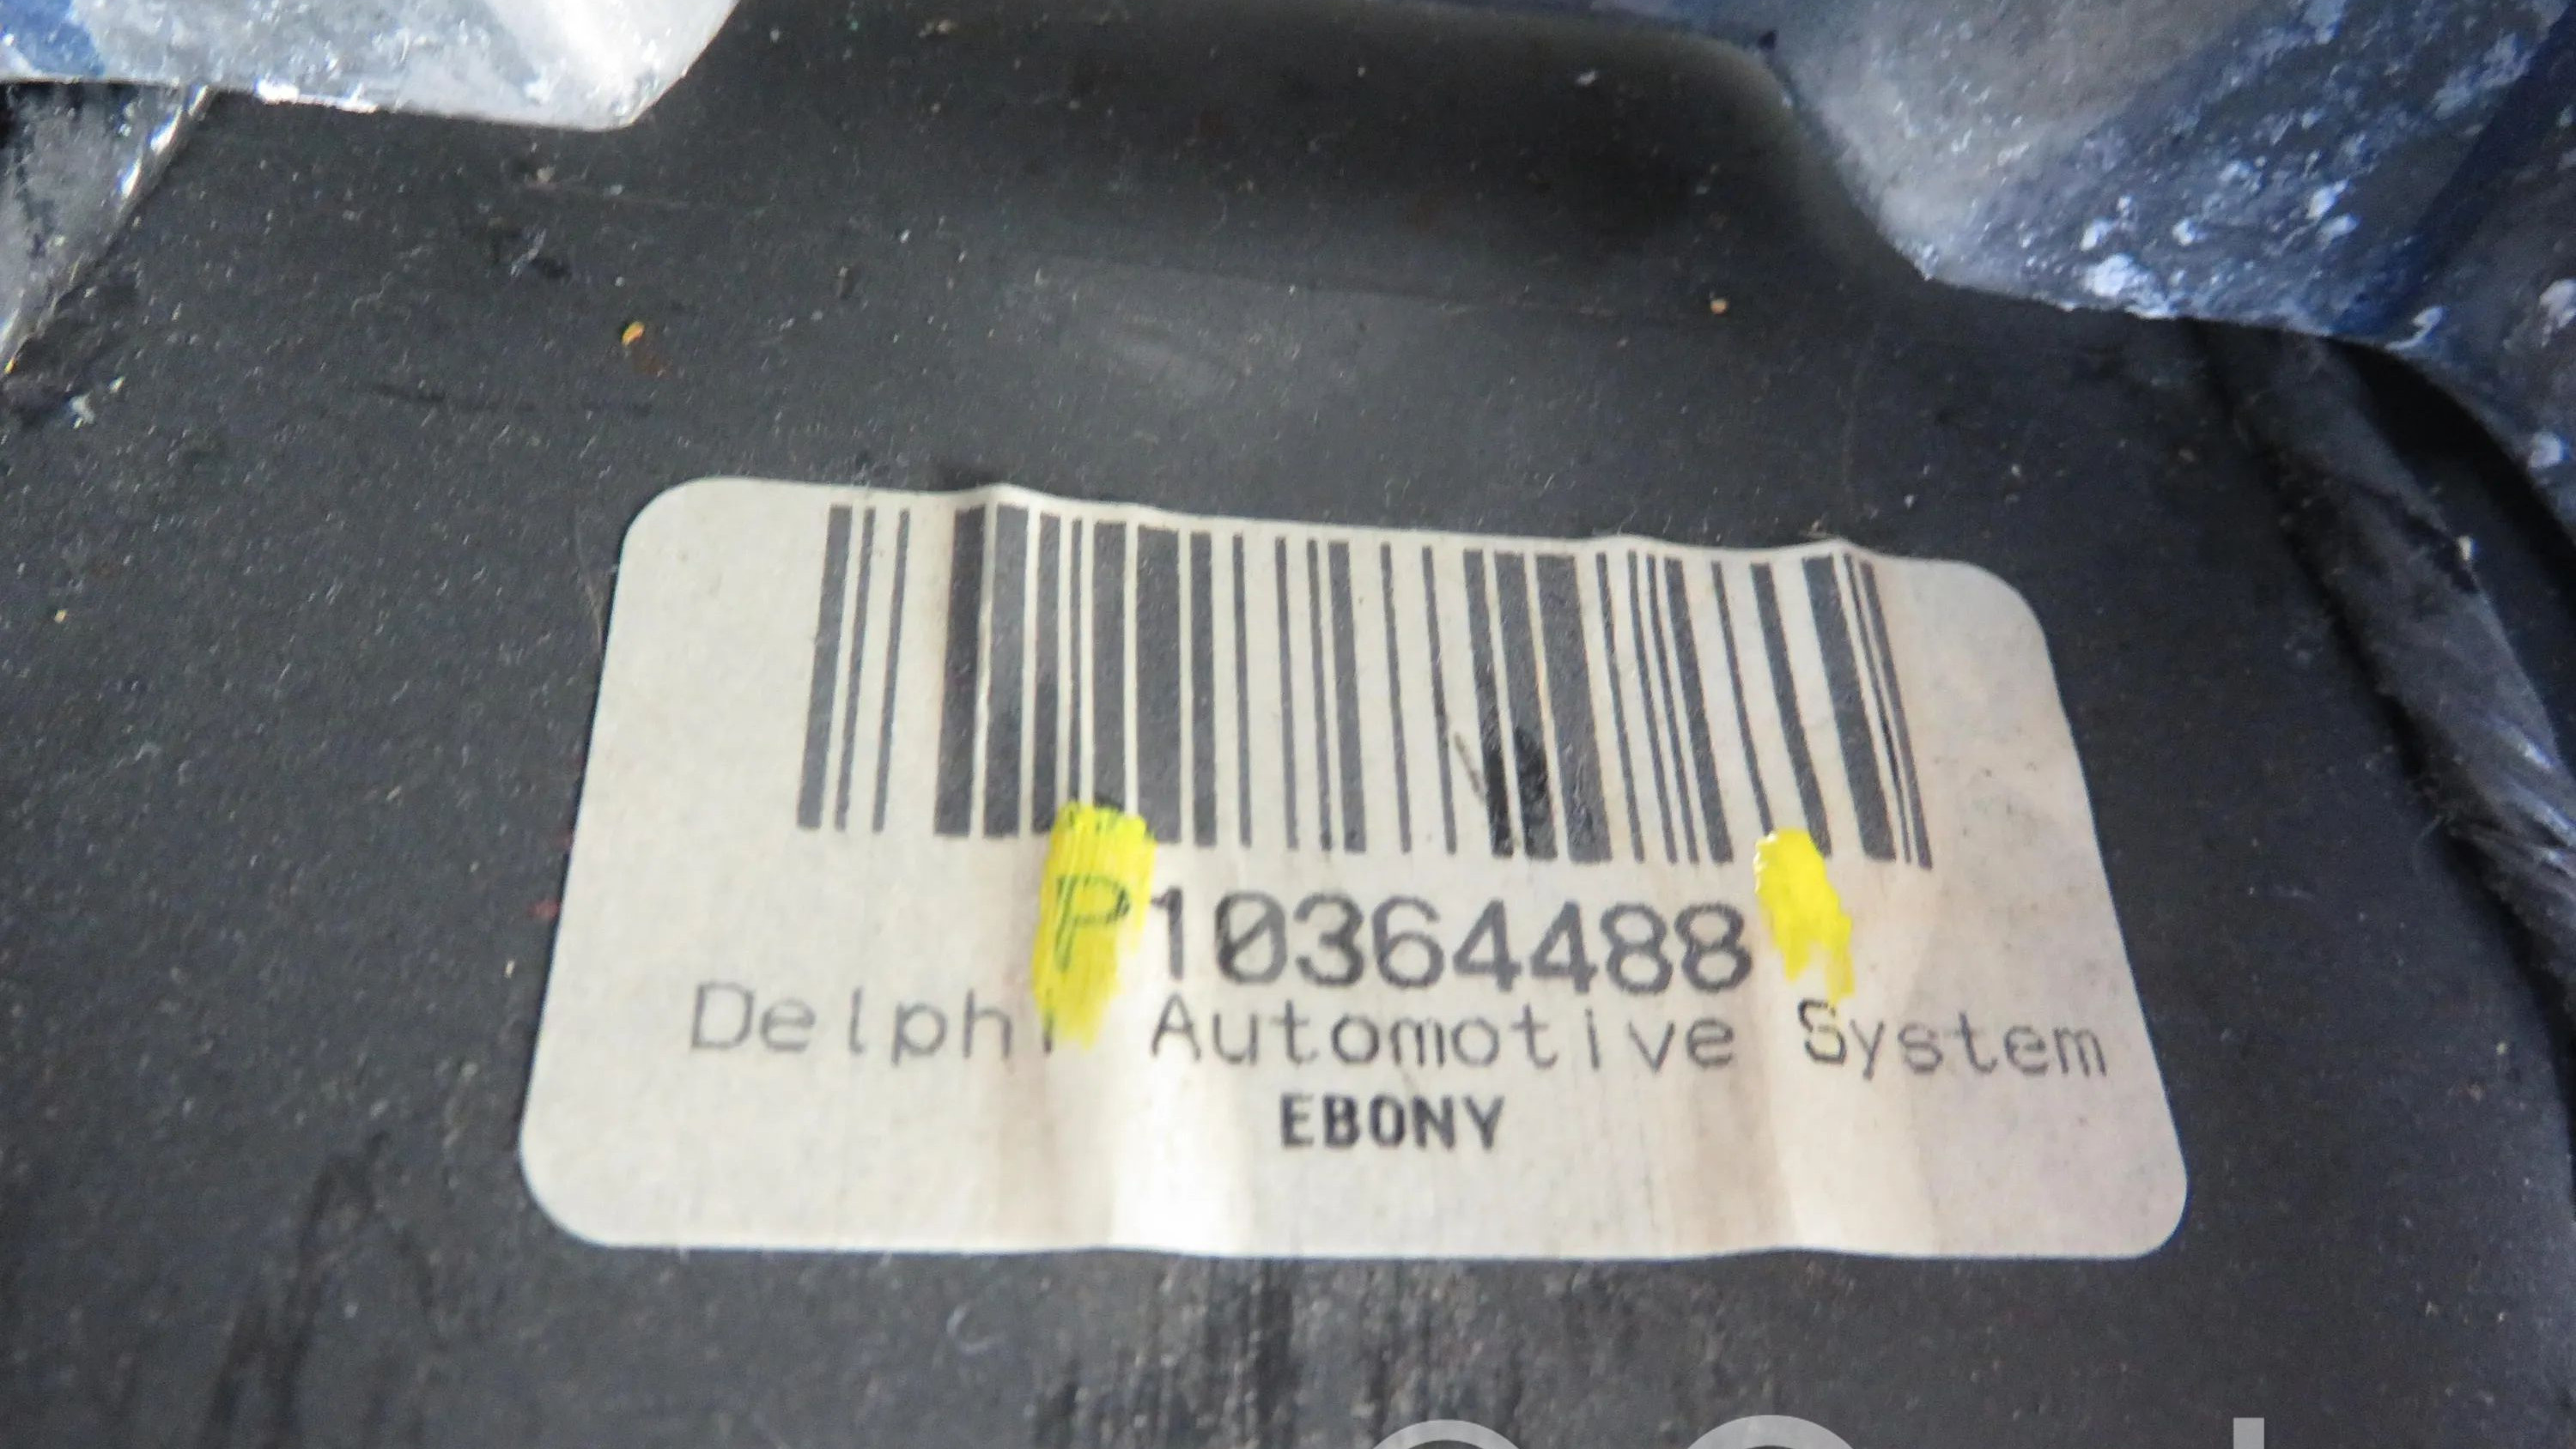 P10364488
Delphi Automotive System
EBONY